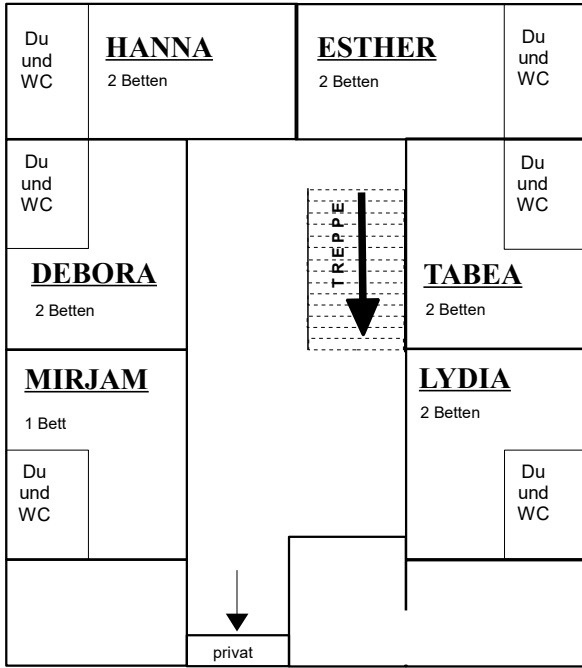 Du
und
WC
HANNA
2 Betten
ESTHER
2 Betten
Du
und
WC
Du
und
WC
DEBORA
2 Betten
TREPPE
Du
und
WC
TABEA
2 Betten
MIRJAM
1 Bett
Du
und
WC
LYDIA
2 Betten
Du
und
WC
privat